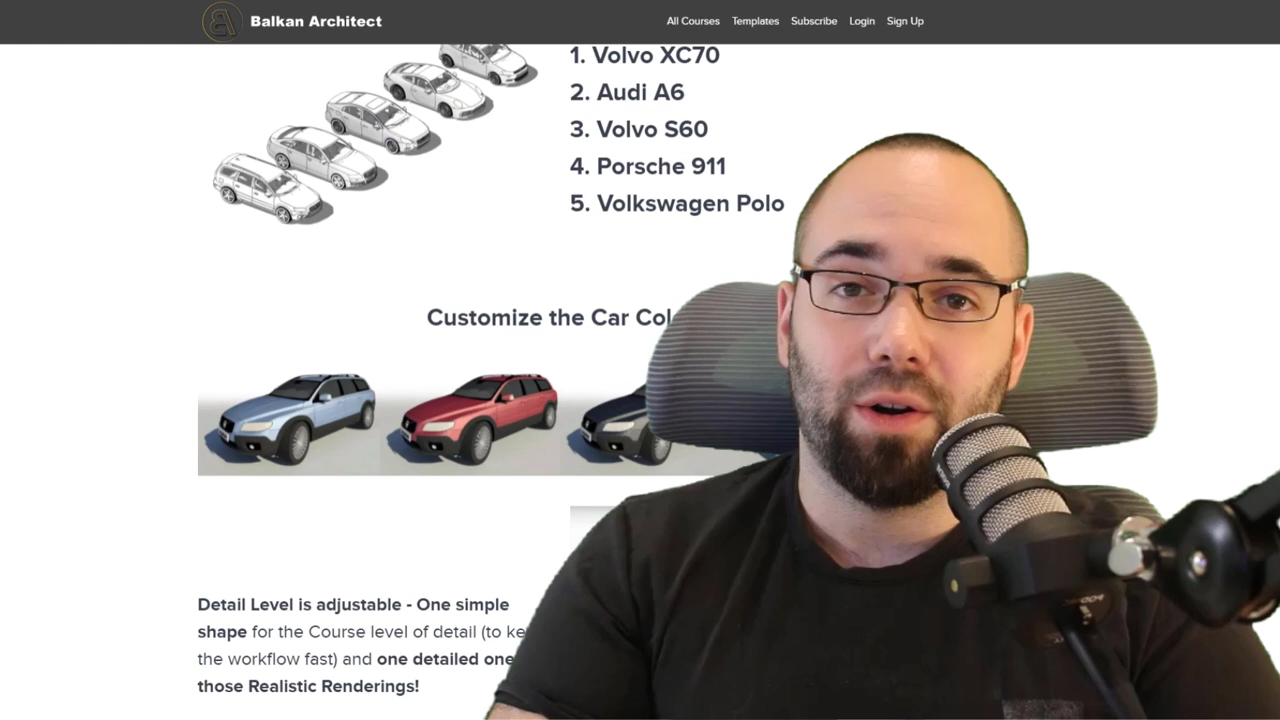 Balkan Architect
All Courses Templates Subscribe Login Sign Up
1. Volvo XC70
2. Audi A6
3. Volvo S60
4. Porsche 911
5. Volkswagen Polo
Customize the Car Col
Detail Level is adjustable - One simple
shape for the Course level of detail (to ke
the workflow fast) and one detailed one
those Realistic Renderings!